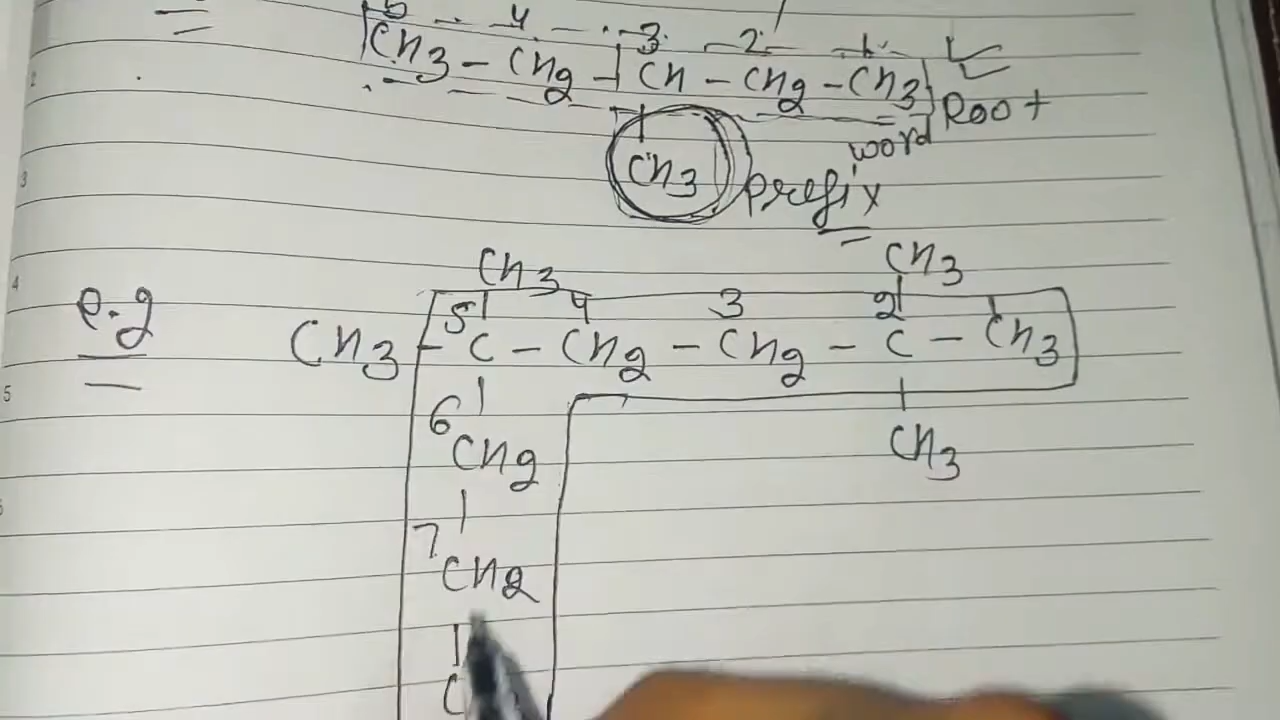 5 4 3 2 1
CH3 - CH2 - CH - CH2 - CH3 Root
word
CH3 prefix
CH3 CH3
e.g 5 4 3 2
CH3 - C - CH2 - CH2 - C - CH3
6
CH2 CH3
7
CH2
C